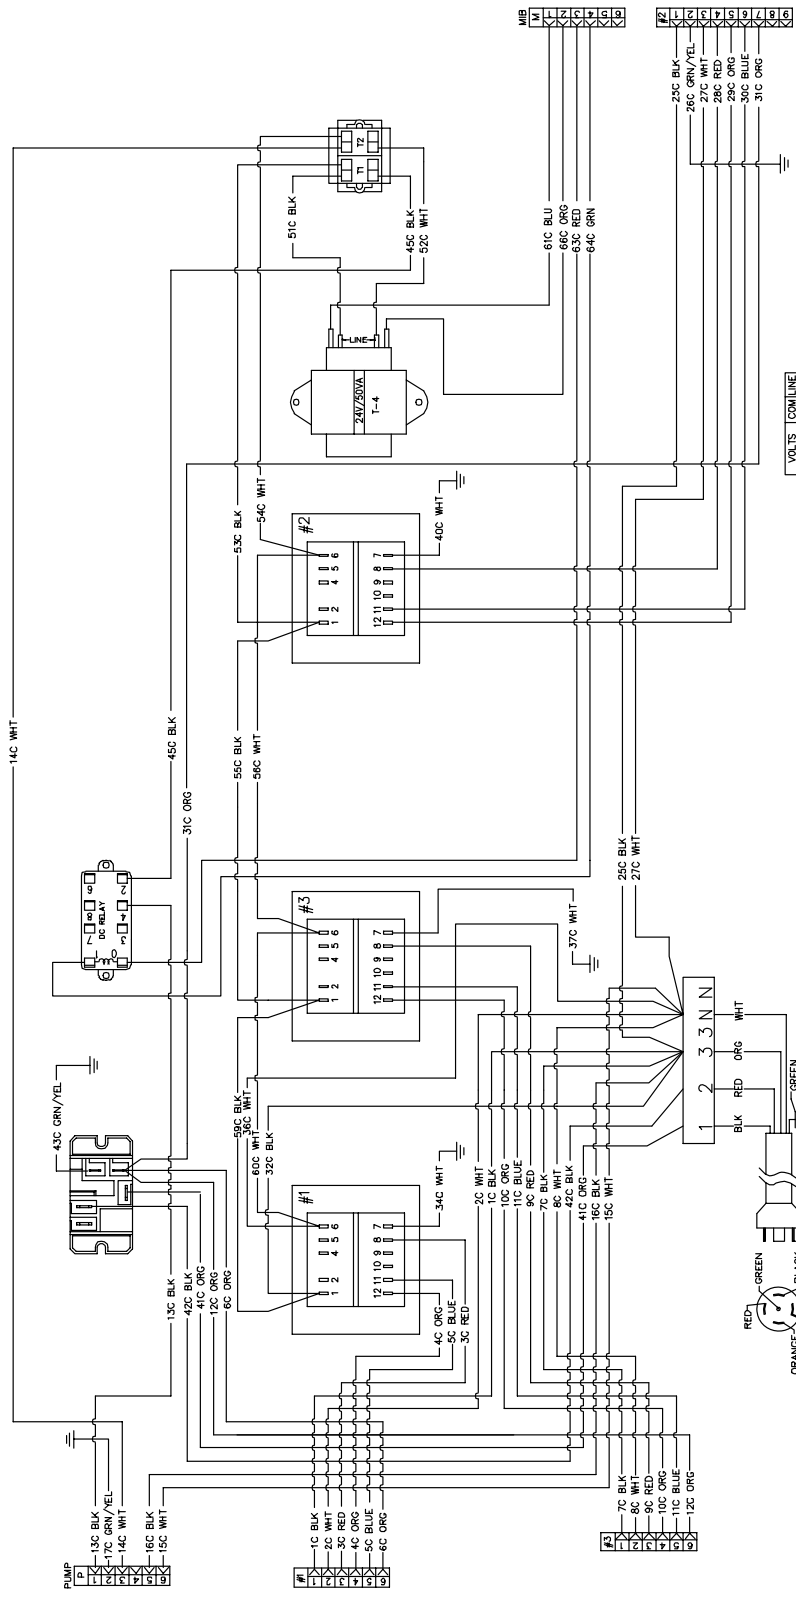 MIB
M
1
2
3
4
5
6
#2
1
2
3
4
5
6
7
8
9
25C BLK
26C GRN/YEL
27C WHT
28C RED
29C ORG
30C BLUE
31C ORG
T2
T1
51C BLK
45C BLK
52C WHT
61C BLU
66C ORG
63C RED
64C GRN
LINE
24V/50VA
T-4
VOLTS COM LINE
54C WHT
53C BLK
40C WHT
#2
6
5
4
2
1
7
8
9
10
11
12
14C WHT
45C BLK
31C ORG
55C BLK
56C WHT
25C BLK
27C WHT
DC RELAY
6
8
7
2
4
3
1
0
#3
6
5
4
2
1
7
8
9
10
11
12
37C WHT
43C GRN/YEL
59C BLK
36C WHT
60C WHT
32C BLK
#1
6
5
4
2
1
7
8
9
10
11
12
34C WHT
2C WHT
1C BLK
10C ORG
11C BLUE
9C RED
7C BLK
8C WHT
42C BLK
41C ORG
16C BLK
15C WHT
1 2 3 3 N N
BLK
RED
ORG
WHT
GREEN
13C BLK
42C BLK
41C ORG
12C ORG
6C ORG
4C ORG
5C BLUE
3C RED
RED
GREEN
BLACK
ORANGE
PUMP
P
1
2
3
4
5
6
13C BLK
17C GRN/YEL
14C WHT
16C BLK
15C WHT
#1
1
2
3
4
5
6
1C BLK
2C WHT
3C RED
4C ORG
5C BLUE
6C ORG
#3
1
2
3
4
5
6
7C BLK
8C WHT
9C RED
10C ORG
11C BLUE
12C ORG